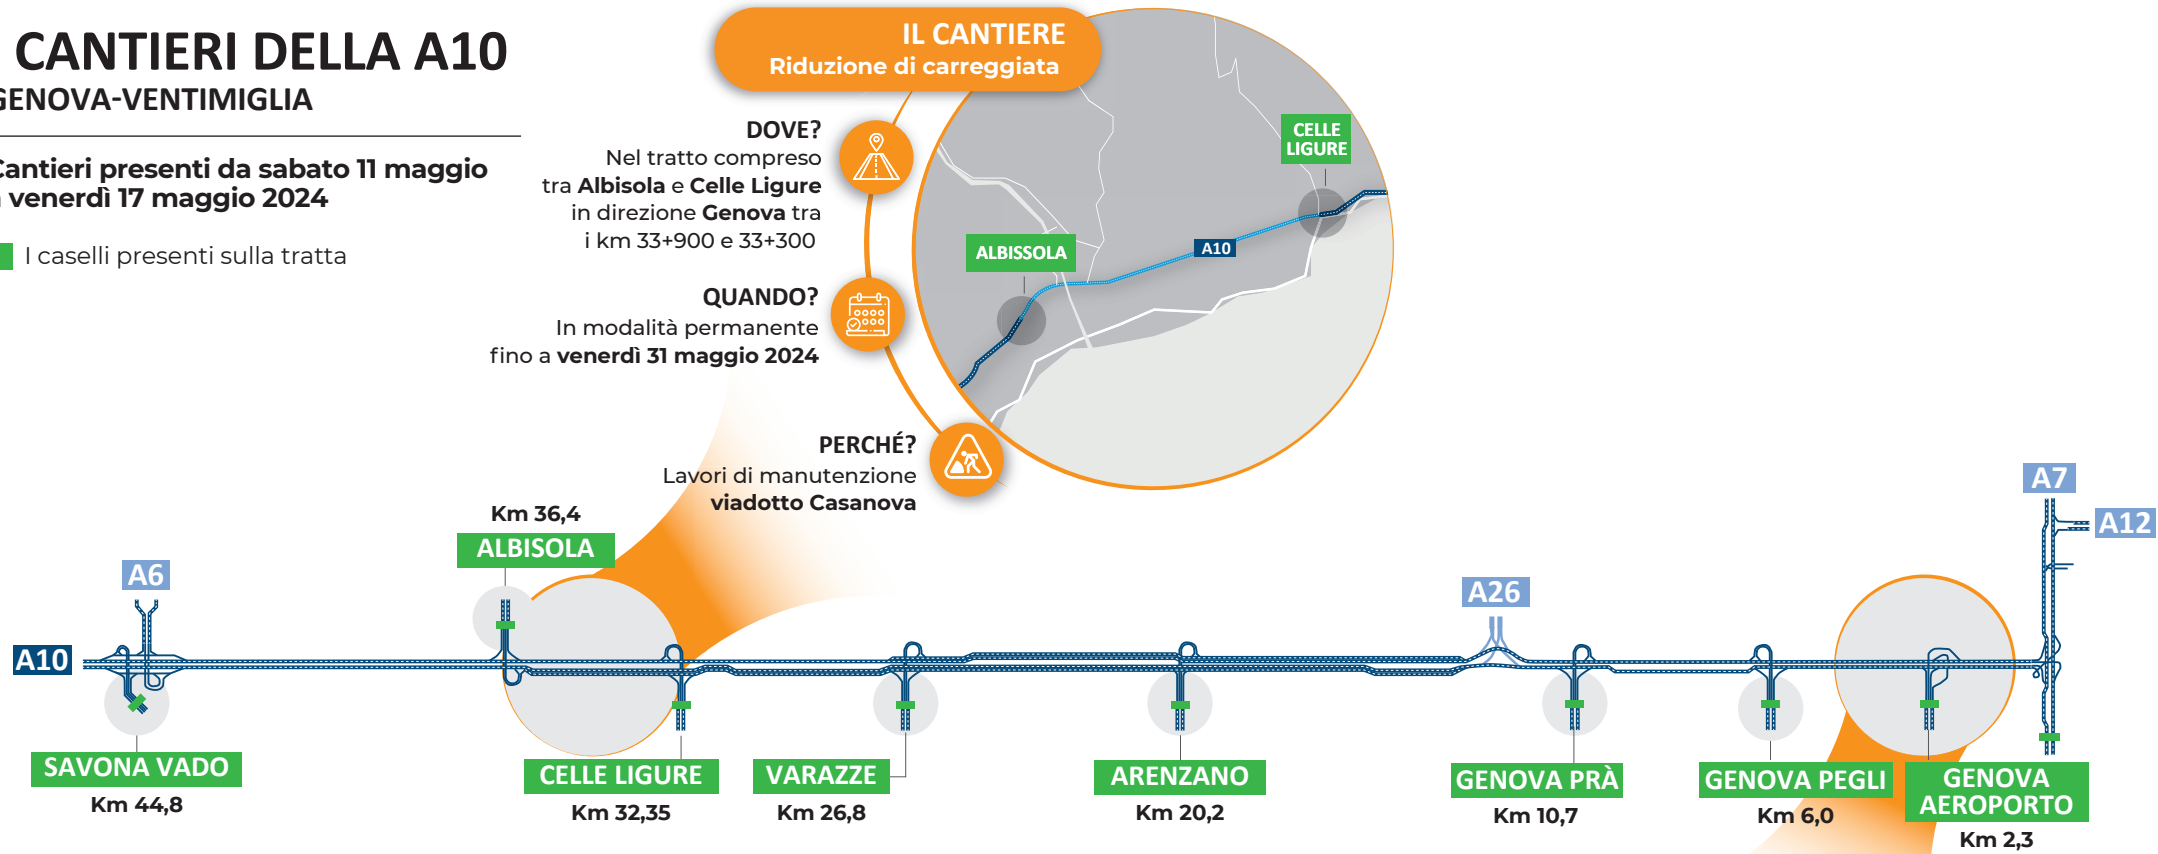 CANTIERI DELLA A10
GENOVA-VENTIMIGLIA
Cantieri presenti da sabato 11 maggio
a venerdì 17 maggio 2024
I caselli presenti sulla tratta
IL CANTIERE
Riduzione di carreggiata
DOVE?
Nel tratto compreso
tra Albisola e Celle Ligure
in direzione Genova tra
i km 33+900 e 33+300
QUANDO?
In modalità permanente
fino a venerdì 31 maggio 2024
PERCHÉ?
Lavori di manutenzione
viadotto Casanova
CELLE
LIGURE
A10
ALBISSOLA
A7
A12
A6
A26
A10
Km 36,4
ALBISOLA
SAVONA VADO
Km 44,8
CELLE LIGURE
Km 32,35
VARAZZE
Km 26,8
ARENZANO
Km 20,2
GENOVA PRÀ
Km 10,7
GENOVA PEGLI
Km 6,0
GENOVA
AEROPORTO
Km 2,3